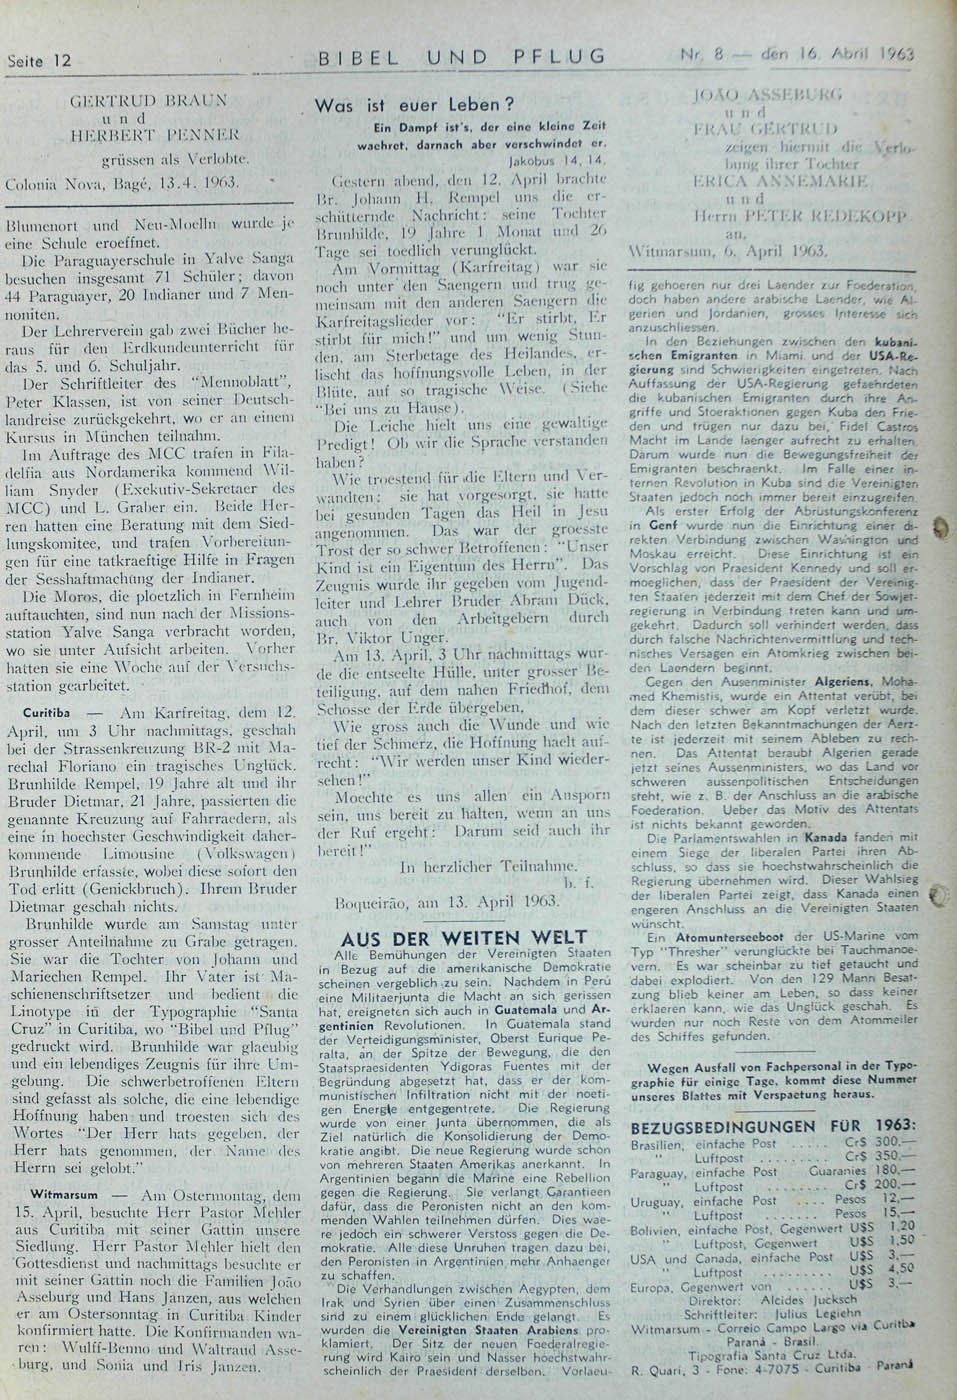 Seite 12
BIBEL UND PFLUG
Nr. 8 — den 16. Abril 1963
GERTRUD BRAUN
und
HERBERT PENNER
grüssen als Verlobte.
Colonia Nova, Bagé, 13.4. 1963.
Blumenort und Neu-Moelln wurde je
eine Schule eroeffnet.
Die Paraguayerschule in Yalve Sanga
besuchen insgesamt 71 Schüler; davon
44 Paraguayer, 20 Indianer und 7 Men-
noniten.
Der Lehrerverein gab zwei Bücher he-
raus für den Erdkundeunterricht für
das 5. und 6. Schuljahr.
Der Schriftleiter des "Mennoblatt",
Peter Klassen, ist von seiner Deutsch-
landreise zurückgekehrt, wo er an einem
Kursus in München teilnahm.
Im Auftrage des MCC trafen in Fila-
delfia aus Nordamerika kommend Wil-
liam Snyder (Exekutiv-Sekretaer des
MCC) und L. Graber ein. Beide Her-
ren hatten eine Beratung mit dem Sied-
lungskomitee, und trafen Vorbereitun-
gen für eine tatkraeftige Hilfe in Fragen
der Sesshaftmachung der Indianer.
Die Moros, die ploetzlich in Fernheim
auftauchten, sind nun nach der Missions-
station Yalve Sanga verbracht worden,
wo sie unter Aufsicht arbeiten. Vorher
hatten sie eine Woche auf der Versuchs-
station gearbeitet.
Curitiba — Am Karfreitag, dem 12.
April, um 3 Uhr nachmittags, geschah
bei der Strassenkreuzung BR-2 mit Ma-
rechal Floriano ein tragisches Unglück.
Brunhilde Rempel, 19 Jahre alt und ihr
Bruder Dietmar, 21 Jahre, passierten die
genannte Kreuzung auf Fahrraedern, als
eine in hoechster Geschwindigkeit daher-
kommende Limousine (Volkswagen)
Brunhilde erfasste, wobei diese sofort den
Tod erlitt (Genickbruch). Ihrem Bruder
Dietmar geschah nichts.
Brunhilde wurde am Samstag unter
grosser Anteilnahme zu Grabe getragen.
Sie war die Tochter von Johann und
Mariechen Rempel. Ihr Vater ist Ma-
schienenschriftsetzer und bedient die
Linotype in der Typographie "Santa
Cruz" in Curitiba, wo "Bibel und Pflug"
gedruckt wird. Brunhilde war glaeubig
und ein lebendiges Zeugnis für ihre Um-
gebung. Die schwerbetroffenen Eltern
sind gefasst als solche, die eine lebendige
Hoffnung haben und troesten sich des
Wortes "Der Herr hats gegeben, der
Herr hats genommen, der Name des
Herrn sei gelobt."
Witmarsum — Am Ostermontag, dem
15. April, besuchte Herr Pastor Mehler
aus Curitiba mit seiner Gattin unsere
Siedlung. Herr Pastor Mehler hielt den
Gottesdienst und nachmittags besuchte er
mit seiner Gattin noch die Familien João
Asseburg und Hans Janzen, aus welchen
er am Ostersonntag in Curitiba Kinder
konfirmiert hatte. Die Konfirmanden wa-
ren: Wulff-Benno und Waltraud Asse-
burg, und Sonia und Iris Janzen.
Was ist euer Leben?
Ein Dampf ist's, der eine kleine Zeit
waehret, darnach aber verschwindet er.
Jakobus 14, 14.
Gestern abend, den 12. April brachte
Br. Johann H. Rempel uns die er-
schütternde Nachricht: seine Tochter
Brunhilde, 19 Jahre 1 Monat und 26
Tage sei toedlich verunglückt.
Am Vormittag (Karfreitag) war sie
noch unter den Saengern und trug ge-
meinsam mit den anderen Saengern die
Karfreitagslieder vor: "Er stirbt, Er
stirbt für mich!" und um wenig Stun-
den, am Sterbetage des Heilandes, er-
lischt das hoffnungsvolle Leben, in der
Blüte, auf so tragische Weise. (Siehe
"Bei uns zu Hause).
Die Leiche hielt uns eine gewaltige
Predigt! Ob wir die Sprache verstanden
haben?
Wie troestend für die Eltern und Ver-
wandten: sie hat vorgesorgt, sie hatte
bei gesunden Tagen das Heil in Jesu
angenommen. Das war der groesste
Trost der so schwer Betroffenen: "Unser
Kind ist ein Eigentum des Herrn". Das
Zeugnis wurde ihr gegeben vom Jugend-
leiter und Lehrer Bruder Abram Dück,
auch von den Arbeitgebern durch
Br. Viktor Unger.
Am 13. April, 3 Uhr nachmittags wur-
de die entseelte Hülle, unter grosser Be-
teiligung, auf dem nahen Friedhof, dem
Schosse der Erde übergeben.
Wie gross auch die Wunde und wie
tief der Schmerz, die Hoffnung haelt auf-
recht: "Wir werden unser Kind wieder-
sehen!"
Moechte es uns allen ein Ansporn
sein, uns bereit zu halten, wenn an uns
der Ruf ergeht: Darum seid auch ihr
bereit!"
In herzlicher Teilnahme.
b. f.
Boqueirão, am 13. April 1963.
AUS DER WEITEN WELT
Alle Bemühungen der Vereinigten Staaten
in Bezug auf die amerikanische Demokratie
scheinen vergeblich zu sein. Nachdem in Perú
eine Militaerjunta die Macht an sich gerissen
hat, ereigneten sich auch in Guatemala und Ar-
gentinien Revolutionen. In Guatemala stand
der Verteidigungsminister, Oberst Eurique Pe-
ralta, an der Spitze der Bewegung, die den
Staatspraesidenten Ydigoras Fuentes mit der
Begründung abgesetzt hat, dass er der kom-
munistischen Infiltration nicht mit der noeti-
gen Energie entgegentrete. Die Regierung
wurde von einer Junta übernommen, die als
Ziel natürlich die Konsolidierung der Demo-
kratie angibt. Die neue Regierung wurde schon
von mehreren Staaten Amerikas anerkannt. In
Argentinien begann die Marine eine Rebellion
gegen die Regierung. Sie verlangt Garantieen
dafür, dass die Peronisten nicht an den kom-
menden Wahlen teilnehmen dürfen. Dies wae-
re jedoch ein schwerer Verstoss gegen die De-
mokratie. Alle diese Unruhen tragen dazu bei,
den Peronisten in Argentinien mehr Anhaenger
zu schaffen.
Die Verhandlungen zwischen Aegypten, dem
Irak und Syrien über einen Zusammenschluss
sind zu einem glücklichen Ende gelangt. Es
wurden die Vereinigten Staaten Arabiens pro-
klamiert. Der Sitz der neuen Foederalregie-
rung wird Kairo sein und Nasser hoechstwahr-
scheinlich der Praesident derselben. Vorlaeu-
JOÃO ASSEBURG
und
FRAU GERTRUD
zeigen hiermit die Verlo-
bung ihrer Tochter
ERICA ANNEMARIE
und
Herrn PETER REDEKOPP
an.
Witmarsum, 6. April 1963.
fig gehoeren nur drei Laender zur Foederation,
doch haben andere arabische Laender, wie Al-
gerien und Jordanien, grosses Interesse sich
anzuschliessen.
In den Beziehungen zwischen den kubani-
schen Emigranten in Miami und der USA-Re-
gierung sind Schwierigkeiten eingetreten. Nach
Auffassung der USA-Regierung gefaehrdeten
die kubanischen Emigranten durch ihre An-
griffe und Stoeraktionen gegen Kuba den Frie-
den und trügen nur dazu bei, Fidel Castros
Macht im Lande laenger aufrecht zu erhalten.
Darum wurde nun die Bewegungsfreiheit der
Emigranten beschraenkt. Im Falle einer in-
ternen Revolution in Kuba sind die Vereinigten
Staaten jedoch noch immer bereit einzugreifen.
Als erster Erfolg der Abrüstungskonferenz
in Genf wurde nun die Einrichtung einer di-
rekten Verbindung zwischen Washington und
Moskau erreicht. Diese Einrichtung ist ein
Vorschlag von Praesident Kennedy und soll er-
moeglichen, dass der Praesident der Vereinig-
ten Staaten jederzeit mit dem Chef der Sowjet-
regierung in Verbindung treten kann und um-
gekehrt. Dadurch soll verhindert werden, dass
durch falsche Nachrichtenvermittlung und tech-
nisches Versagen ein Atomkrieg zwischen bei-
den Laendern beginnt.
Gegen den Aussenminister Algeriens, Moha-
med Khemistis, wurde ein Attentat verübt, bei
dem dieser schwer am Kopf verletzt wurde.
Nach den letzten Bekanntmachungen der Aerz-
te ist jederzeit mit seinem Ableben zu rech-
nen. Das Attentat beraubt Algerien gerade
jetzt seines Aussenministers, wo das Land vor
schweren aussenpolitischen Entscheidungen
steht, wie z. B. der Anschluss an die arabische
Foederation. Ueber das Motiv des Attentats
ist nichts bekannt geworden.
Die Parlamentswahlen in Kanada fanden mit
einem Siege der liberalen Partei ihren Ab-
schluss, so dass sie hoechstwahrscheinlich die
Regierung übernehmen wird. Dieser Wahlsieg
der liberalen Partei zeigt, dass Kanada einen
engeren Anschluss an die Vereinigten Staaten
wünscht.
Ein Atomunterseeboot der US-Marine vom
Typ "Thresher" verunglückte bei Tauchmanoe-
vern. Es war scheinbar zu tief getaucht und
dabei explodiert. Von den 129 Mann Besat-
zung blieb keiner am Leben, so dass keiner
erklaeren kann, wie das Unglück geschah. Es
wurden nur noch Reste von dem Atommeiler
des Schiffes gefunden.
Wegen Ausfall von Fachpersonal in der Typo-
graphie für einige Tage, kommt diese Nummer
unseres Blattes mit Verspaetung heraus.
BEZUGSBEDINGUNGEN FÜR 1963:
Brasilien, einfache Post ..... Cr$ 300.—
" Luftpost ......... Cr$ 350.—
Paraguay, einfache Post Guaranies 180.—
" Luftpost ........ Cr$ 200.—
Uruguay, einfache Post .... Pesos 12,—
" Luftpost ......... Pesos 15,—
Bolivien, einfache Post, Gegenwert U$S 1,20
" Luftpost, Gegenwert U$S 1,50
USA und Canada, einfache Post U$S 3,—
" Luftpost ......... U$S 4,50
Europa, Gegenwert von ...... U$S 3.—
Direktor: Alcides Jucksch
Schriftleiter: Julius Legiehn
Witmarsum - Correio Campo Largo via Curitiba
Paraná - Brasil.
Tipografia Santa Cruz Ltda.
R. Quari, 3 - Fone: 4-7075 - Curitiba - Paraná